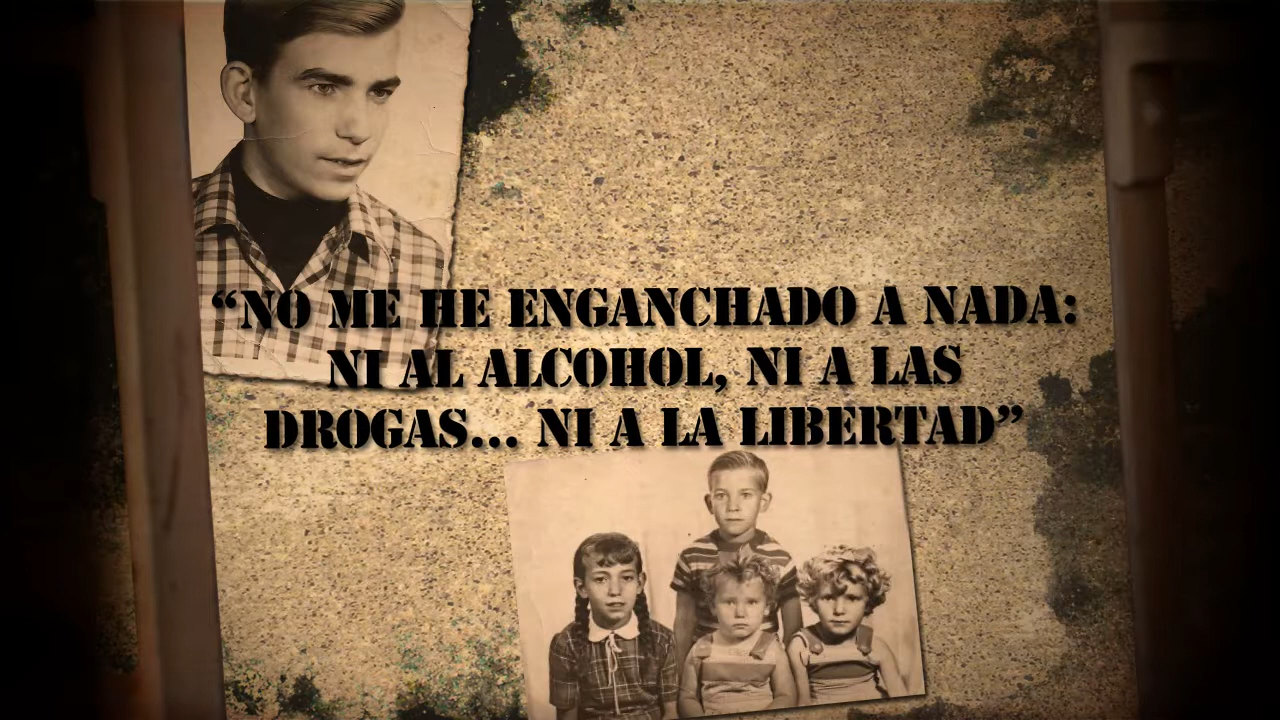 “NO ME HE ENGANCHADO A NADA:
NI AL ALCOHOL, NI A LAS
DROGAS... NI A LA LIBERTAD”